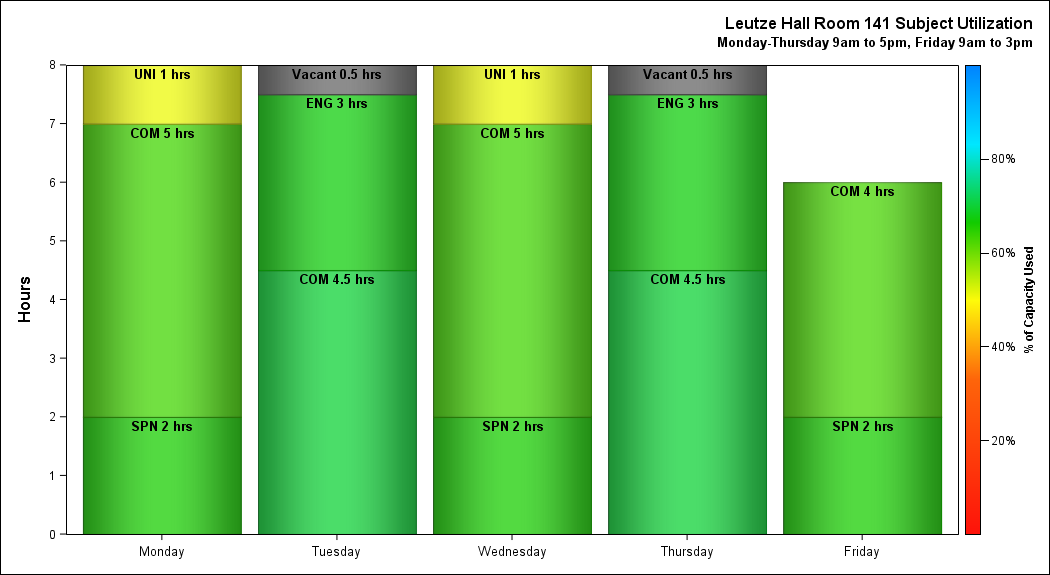 Leutze Hall Room 141 Subject Utilization
Monday-Thursday 9am to 5pm, Friday 9am to 3pm
Hours
8
7
6
5
4
3
2
1
0
UNI 1 hrs
COM 5 hrs
SPN 2 hrs
Monday
Vacant 0.5 hrs
ENG 3 hrs
COM 4.5 hrs
Tuesday
UNI 1 hrs
COM 5 hrs
SPN 2 hrs
Wednesday
Vacant 0.5 hrs
ENG 3 hrs
COM 4.5 hrs
Thursday
COM 4 hrs
SPN 2 hrs
Friday
80%
60%
40%
20%
% of Capacity Used